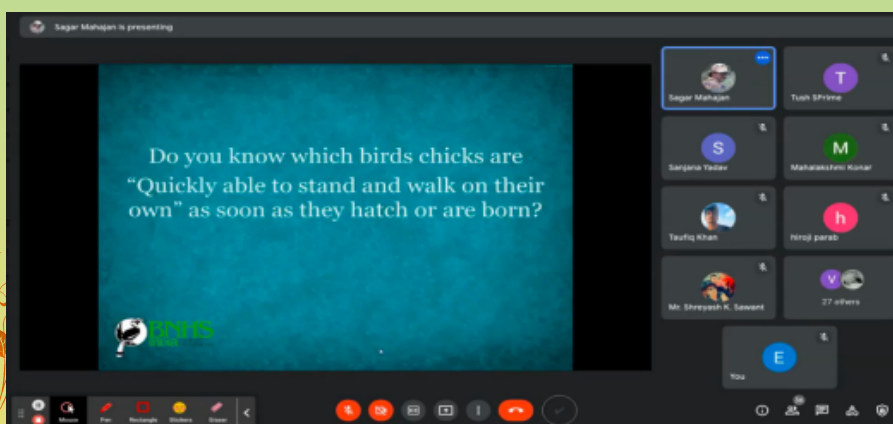 Sagar Mahajan is presenting
Do you know which birds chicks are
“Quickly able to stand and walk on their
own” as soon as they hatch or are born?
BNHS
Sagar Mahajan
T
Tush SPrime
S
Sanjana Yadav
M
Mahalakshmi Konar
Taufiq Khan
h
hiroji parab
Mr. Shreyash K. Sawant
V
27 others
E
You
Mouse
Pen
Rectangle
Stickers
Eraser